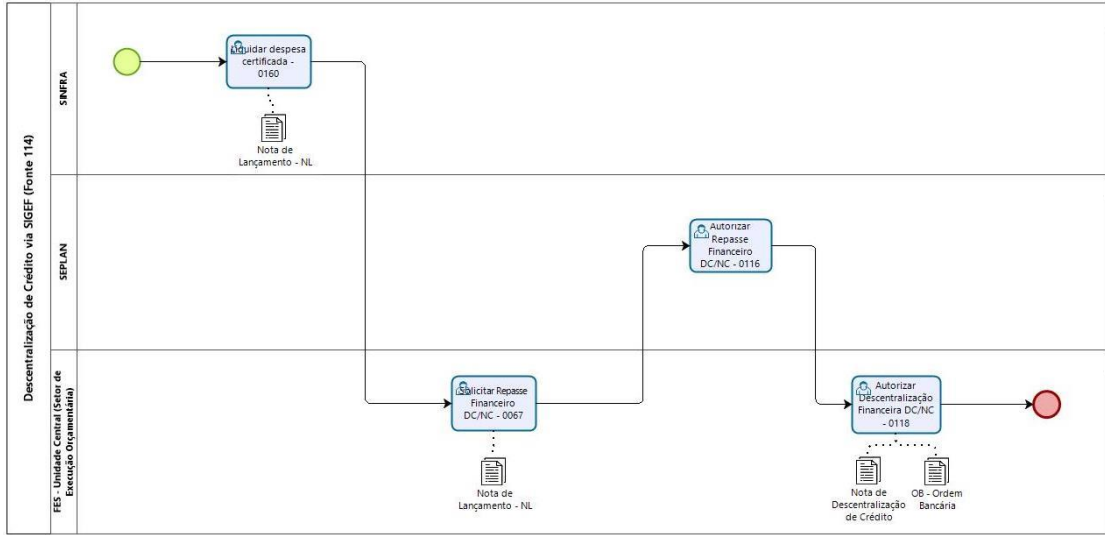 Descentralização de Crédito via SIGEF (Fonte 114)
SINFRA
Liquidar despesa
certificada -
0160
Nota de
Lançamento - NL
SEPLAN
Autorizar
Repasse
Financeiro
DC/NC - 0116
FES - Unidade Central (Setor de
Execução Orçamentária)
Solicitar Repasse
Financeiro
DC/NC - 0067
Nota de
Lançamento - NL
Autorizar
Descentralização
Financeira DC/NC
- 0118
Nota de
Descentralização
de Crédito
OB - Ordem
Bancária